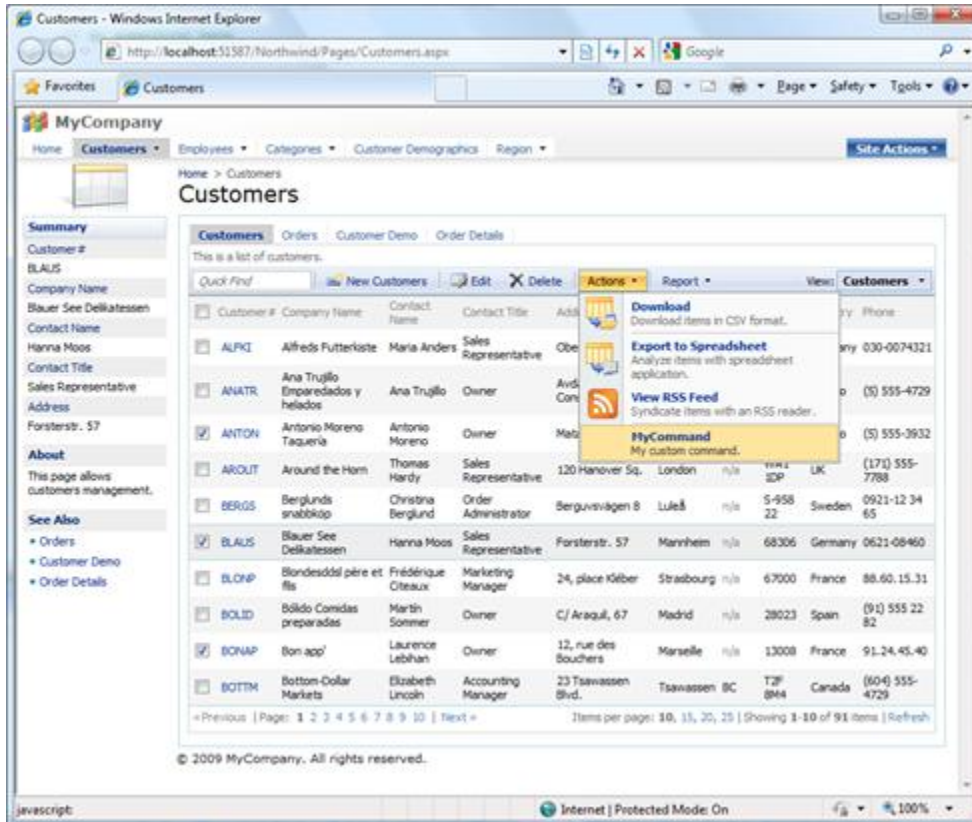 Customers - Windows Internet Explorer
http://localhost:51587/Northwind/Pages/Customers.aspx
Google
Favorites Customers
Page Safety Tools
MyCompany
Home Customers Employees Categories Customer Demographics Region Site Actions
Home > Customers
Customers
Summary
Customer#
BLAUS
Company Name
Blauer See Delikatessen
Contact Name
Hanna Moos
Contact Title
Sales Representative
Address
Forsterstr. 57
About
This page allows
customers management.
See Also
• Orders
• Customer Demo
• Order Details
Customers Orders Customer Demo Order Details
This is a list of customers.
Quick Find New Customers Edit Delete Actions Report View: Customers
Customer# Company Name Contact Name Contact Title Phone
Download
Download items in CSV format.
Export to Spreadsheet
Analyze items with spreadsheet
application.
View RSS Feed
Syndicate items with an RSS reader.
MyCommand
My custom command.
ALFKI Alfreds Futterkiste Maria Anders Sales Representative Obe any 030-0074321
ANATR Ana Trujillo Emparedados y helados Ana Trujillo Owner Avda Con o (5) 555-4729
ANTON Antonio Moreno Taquería Antonio Moreno Owner Mata o (5) 555-3932
AROUT Around the Horn Thomas Hardy Sales Representative 120 Hanover Sq. London n/a WA1 1DP UK (171) 555-7788
BERGS Berglunds snabbköp Christina Berglund Order Administrator Berguvsvägen 8 Luleå n/a S-958 22 Sweden 0921-12 34 65
BLAUS Blauer See Delikatessen Hanna Moos Sales Representative Forsterstr. 57 Mannheim n/a 68306 Germany 0621-08460
BLONP Blondesddsl père et fils Frédérique Citeaux Marketing Manager 24, place Kléber Strasbourg n/a 67000 France 88.60.15.31
BOLID Bólido Comidas preparadas Martín Sommer Owner C/ Araquil, 67 Madrid n/a 28023 Spain (91) 555 22 82
BONAP Bon app' Laurence Lebihan Owner 12, rue des Bouchers Marseille n/a 13008 France 91.24.45.40
BOTTM Bottom-Dollar Markets Elizabeth Lincoln Accounting Manager 23 Tsawassen Blvd. Tsawassen BC T2F 8M4 Canada (604) 555-4729
« Previous | Page: 1 2 3 4 5 6 7 8 9 10 | Next » Items per page: 10, 15, 20, 25 | Showing 1-10 of 91 items | Refresh
© 2009 MyCompany. All rights reserved.
javascript: Internet | Protected Mode: On 100%